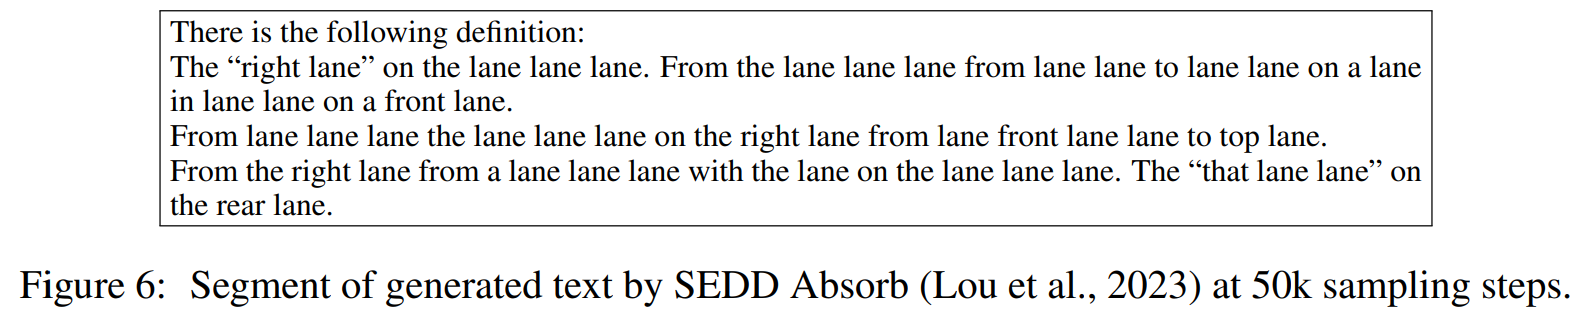 There is the following definition:
The “right lane” on the lane lane lane. From the lane lane lane from lane lane to lane lane on a lane
in lane lane on a front lane.
From lane lane lane the lane lane lane on the right lane from lane front lane lane to top lane.
From the right lane from a lane lane lane with the lane on the lane lane lane. The “that lane lane” on
the rear lane.
Figure 6: Segment of generated text by SEDD Absorb (Lou et al., 2023) at 50k sampling steps.